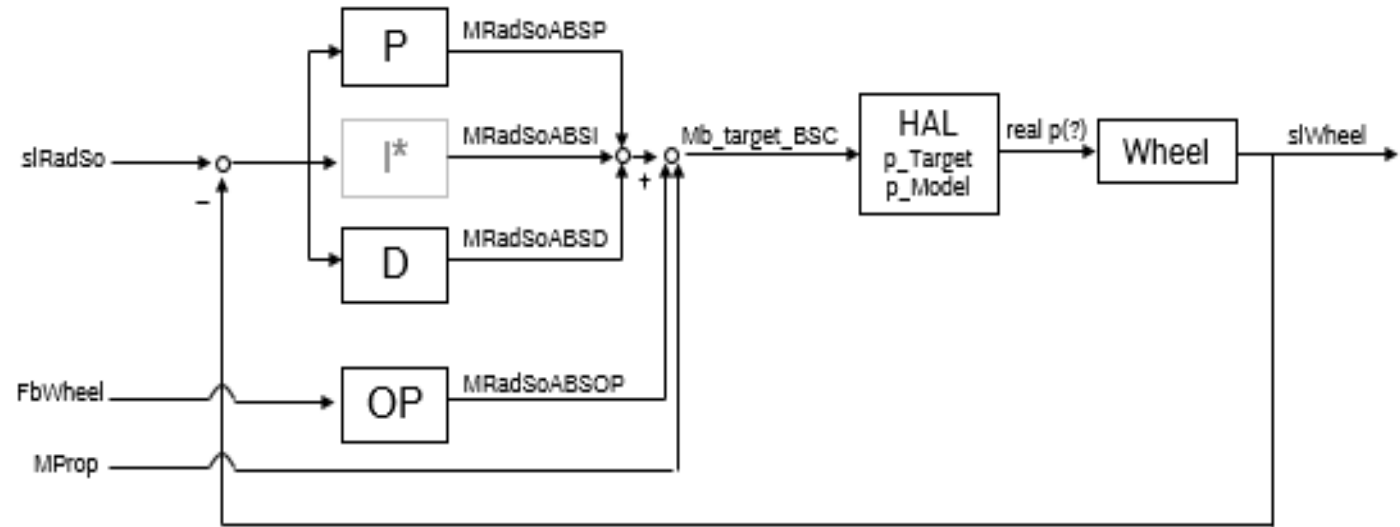 P
MRadSoABSP
slRadSo
I*
MRadSoABSI
Mb_target_BSC
HAL
p_Target
p_Model
real p(?)
Wheel
slWheel
+
–
D
MRadSoABSD
FbWheel
OP
MRadSoABSOP
MProp